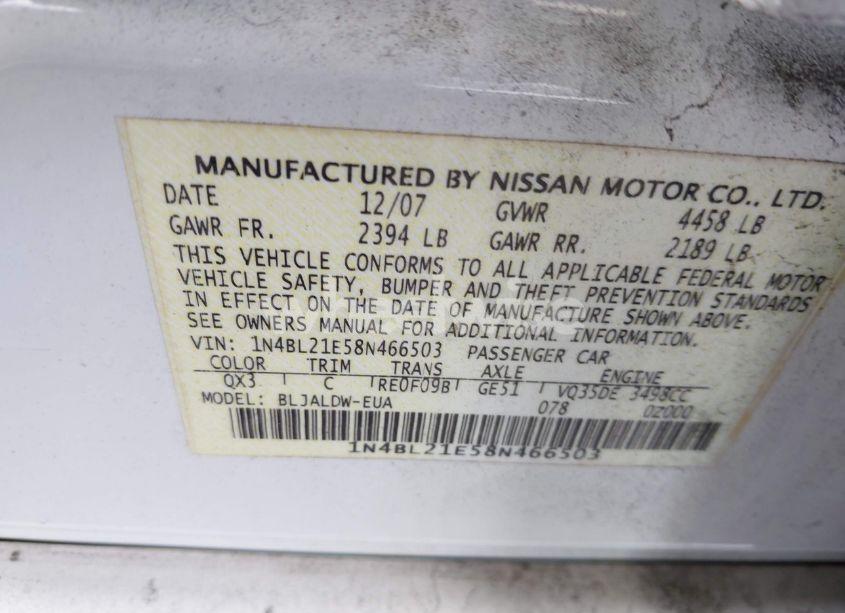 MANUFACTURED BY NISSAN MOTOR CO., LTD.
DATE 12/07 GVWR 4458 LB
GAWR FR. 2394 LB GAWR RR. 2189 LB
THIS VEHICLE CONFORMS TO ALL APPLICABLE FEDERAL MOTOR
VEHICLE SAFETY, BUMPER AND THEFT PREVENTION STANDARDS
IN EFFECT ON THE DATE OF MANUFACTURE SHOWN ABOVE.
SEE OWNERS MANUAL FOR ADDITIONAL INFORMATION.
VIN: 1N4BL21E58N466503 PASSENGER CAR
COLOR TRIM TRANS AXLE ENGINE
QX3 C RE0F09B GE51 VQ35DE 3498CC
MODEL: BLJALDW-EUA 078 0Z000
1N4BL21E58N466503